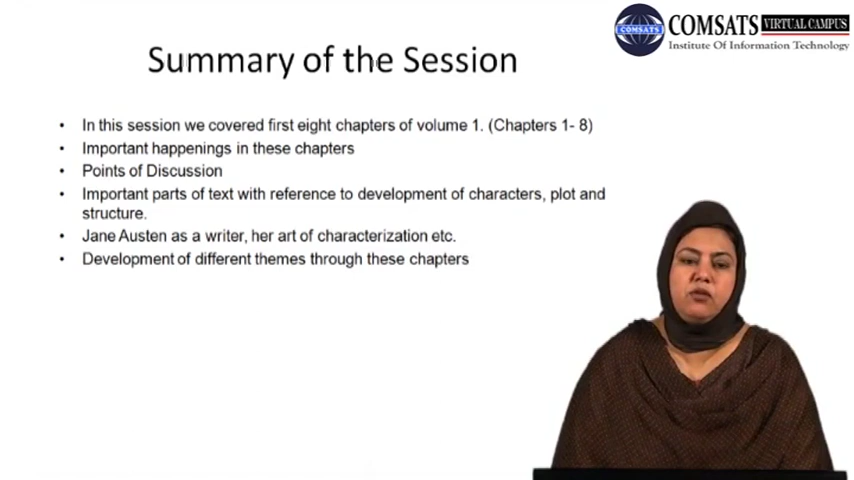 COMSATS VIRTUAL CAMPUS
COMSATS
Institute Of Information Technology
Summary of the Session
• In this session we covered first eight chapters of volume 1. (Chapters 1- 8)
• Important happenings in these chapters
• Points of Discussion
• Important parts of text with reference to development of characters, plot and
structure.
• Jane Austen as a writer, her art of characterization etc.
• Development of different themes through these chapters